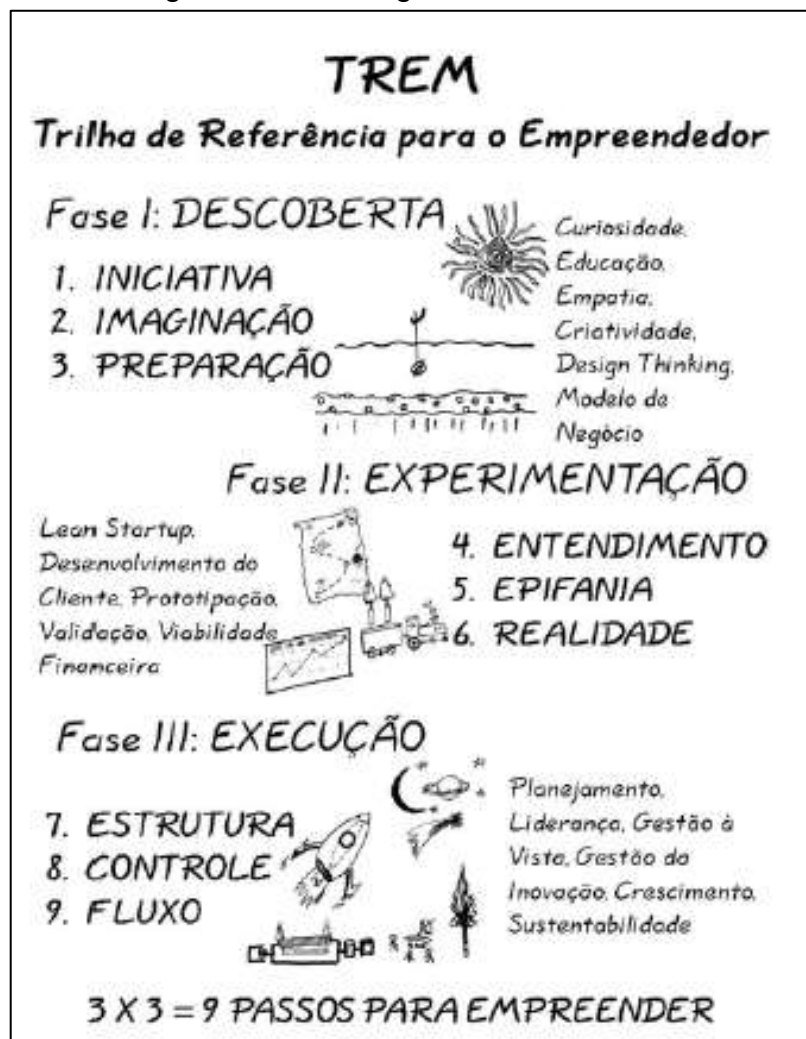 TREM
Trilha de Referência para o Empreendedor
Fase I: DESCOBERTA
1. INICIATIVA
2. IMAGINAÇÃO
3. PREPARAÇÃO
Curiosidade,
Educação,
Empatia,
Criatividade,
Design Thinking,
Modelo de
Negócio
Fase II: EXPERIMENTAÇÃO
Lean Startup,
Desenvolvimento do
Cliente, Prototipação,
Validação, Viabilidade
Financeira
4. ENTENDIMENTO
5. EPIFANIA
6. REALIDADE
Fase III: EXECUÇÃO
7. ESTRUTURA
8. CONTROLE
9. FLUXO
Planejamento,
Liderança, Gestão à
Vista, Gestão da
Inovação, Crescimento,
Sustentabilidade
3 X 3 = 9 PASSOS PARA EMPREENDER